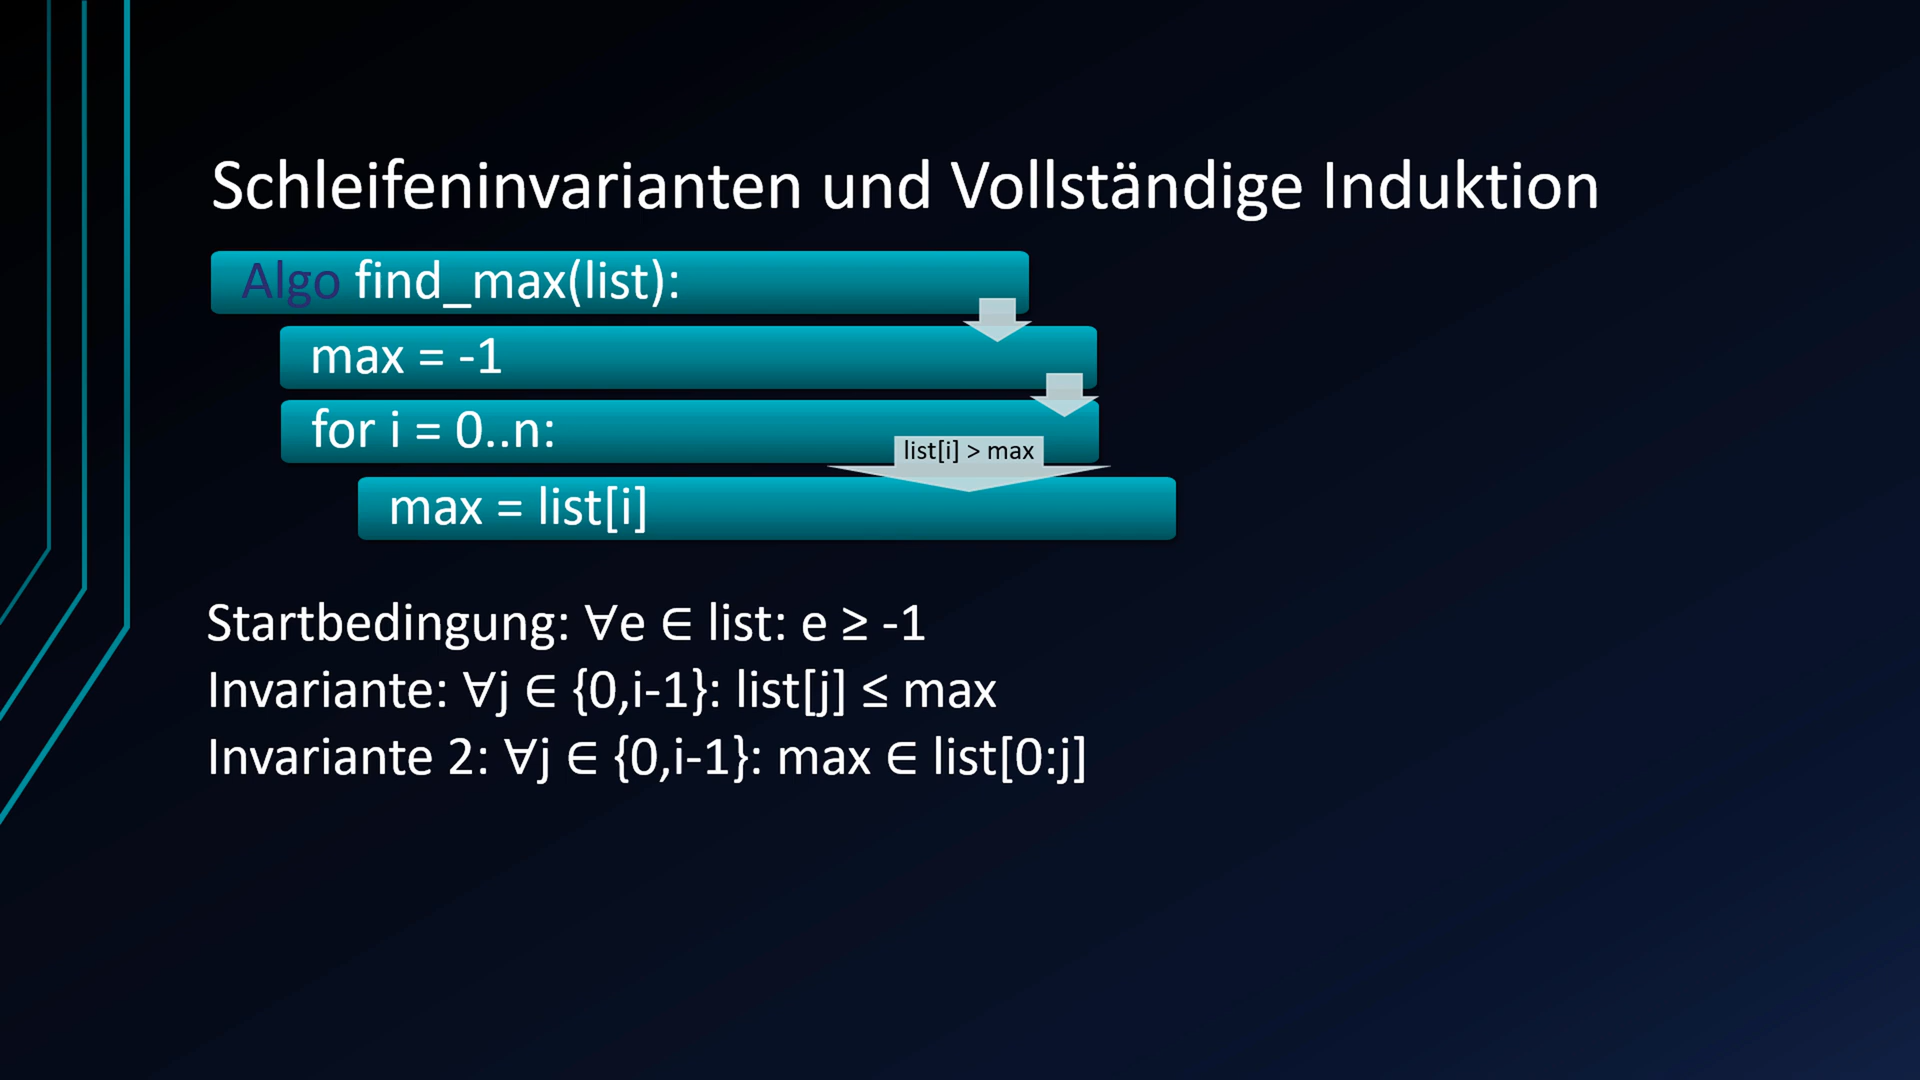 Schleifeninvarianten und Vollständige Induktion
Algo find_max(list):
max = -1
for i = 0..n:
list[i] > max
max = list[i]
Startbedingung: ∀e ∈ list: e ≥ -1
Invariante: ∀j ∈ {0,i-1}: list[j] ≤ max
Invariante 2: ∀j ∈ {0,i-1}: max ∈ list[0:j]